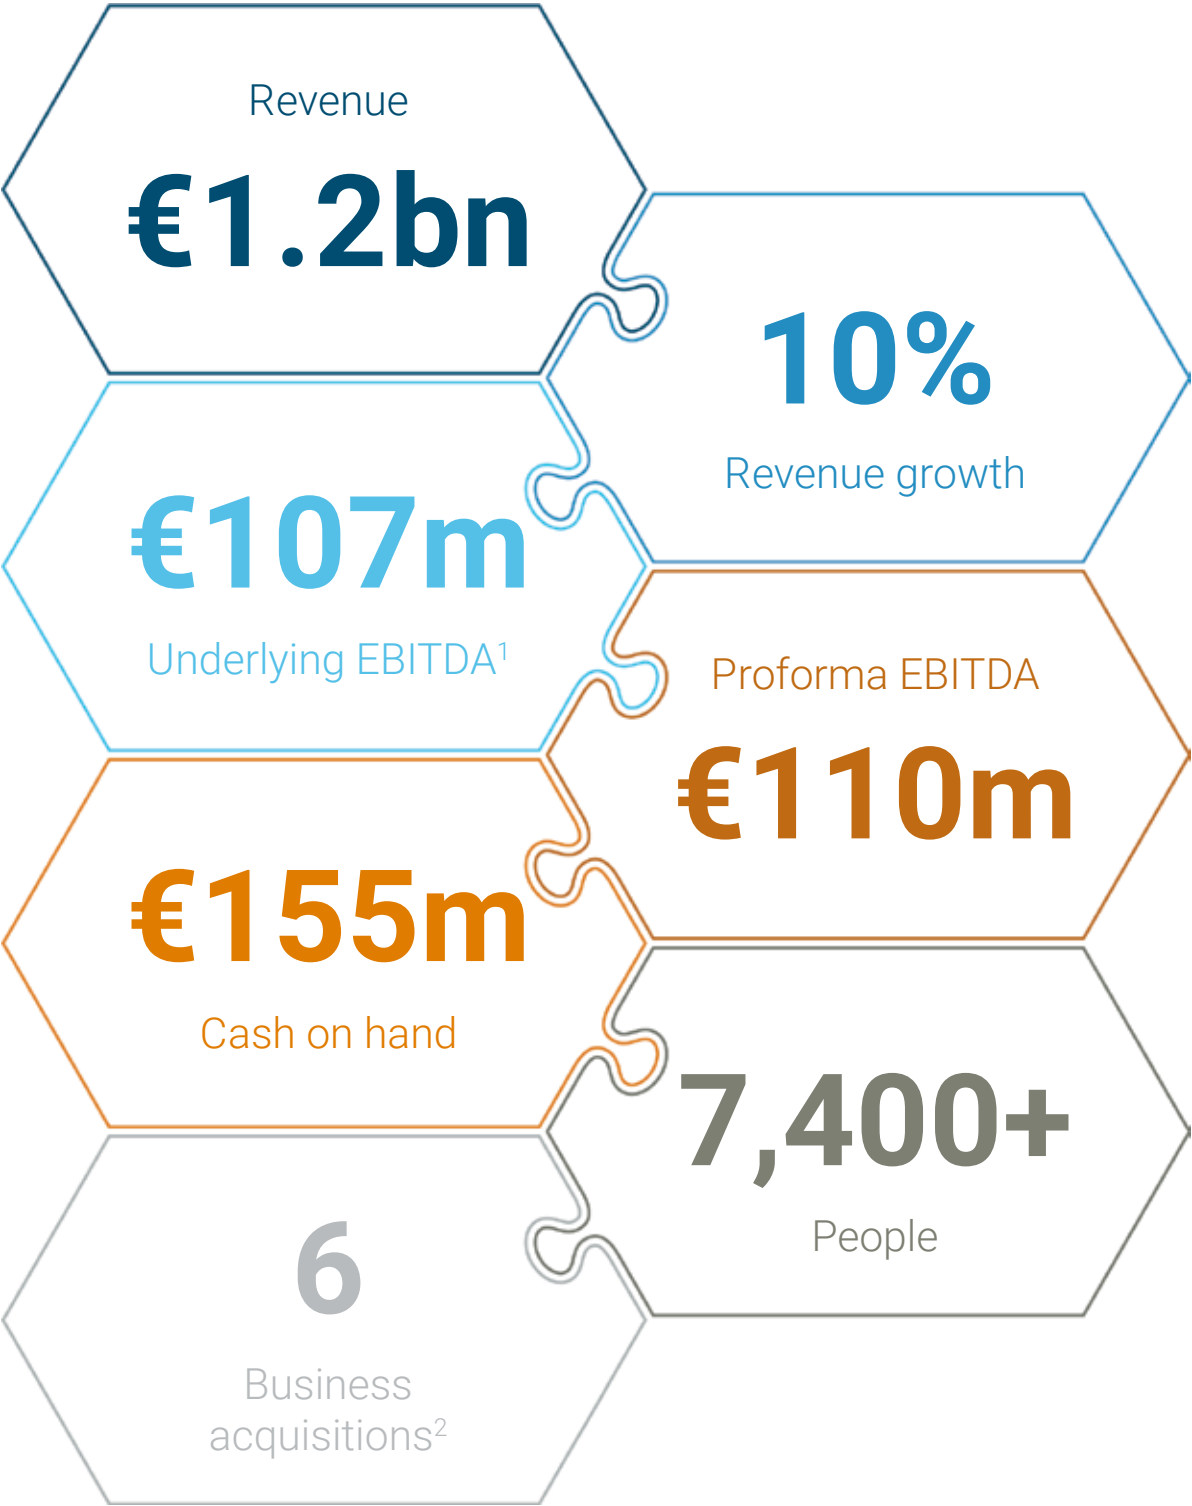 Revenue
€1.2bn
10%
Revenue growth
€107m
Underlying EBITDA¹
Proforma EBITDA
€110m
€155m
Cash on hand
7,400+
People
6
Business
acquisitions²